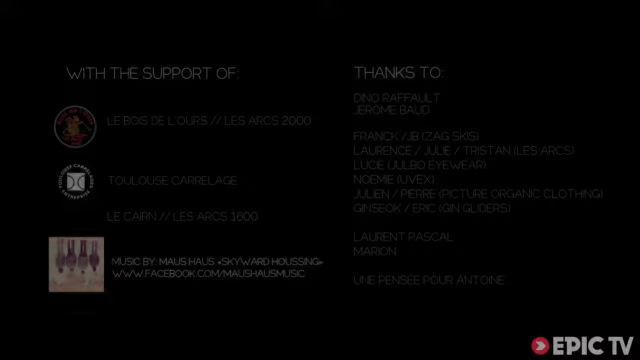 WITH THE SUPPORT OF:
LE BOIS DE L'OURS // LES ARCS 2000
TOULOUSE CARRELAGE
LE CAIRN // LES ARCS 1600
MUSIC BY: MAUS HAUS «SKYWARD HOUSSING»
WWW.FACEBOOK.COM/MAUSHAUSMUSIC
THANKS TO:
DINO RAFFAULT
JEROME BAUD
FRANCK /JB (ZAG SKIS)
LAURENCE / JULIE / TRISTAN (LES ARCS)
LUCIE (JULBO EYEWEAR)
NOEMIE (UVEX)
JULIEN / PIERRE (PICTURE ORGANIC CLOTHING)
GINSEOK / ERIC (GIN GLIDERS)
LAURENT PASCAL
MARION
UNE PENSÉE POUR ANTOINE
EPIC TV